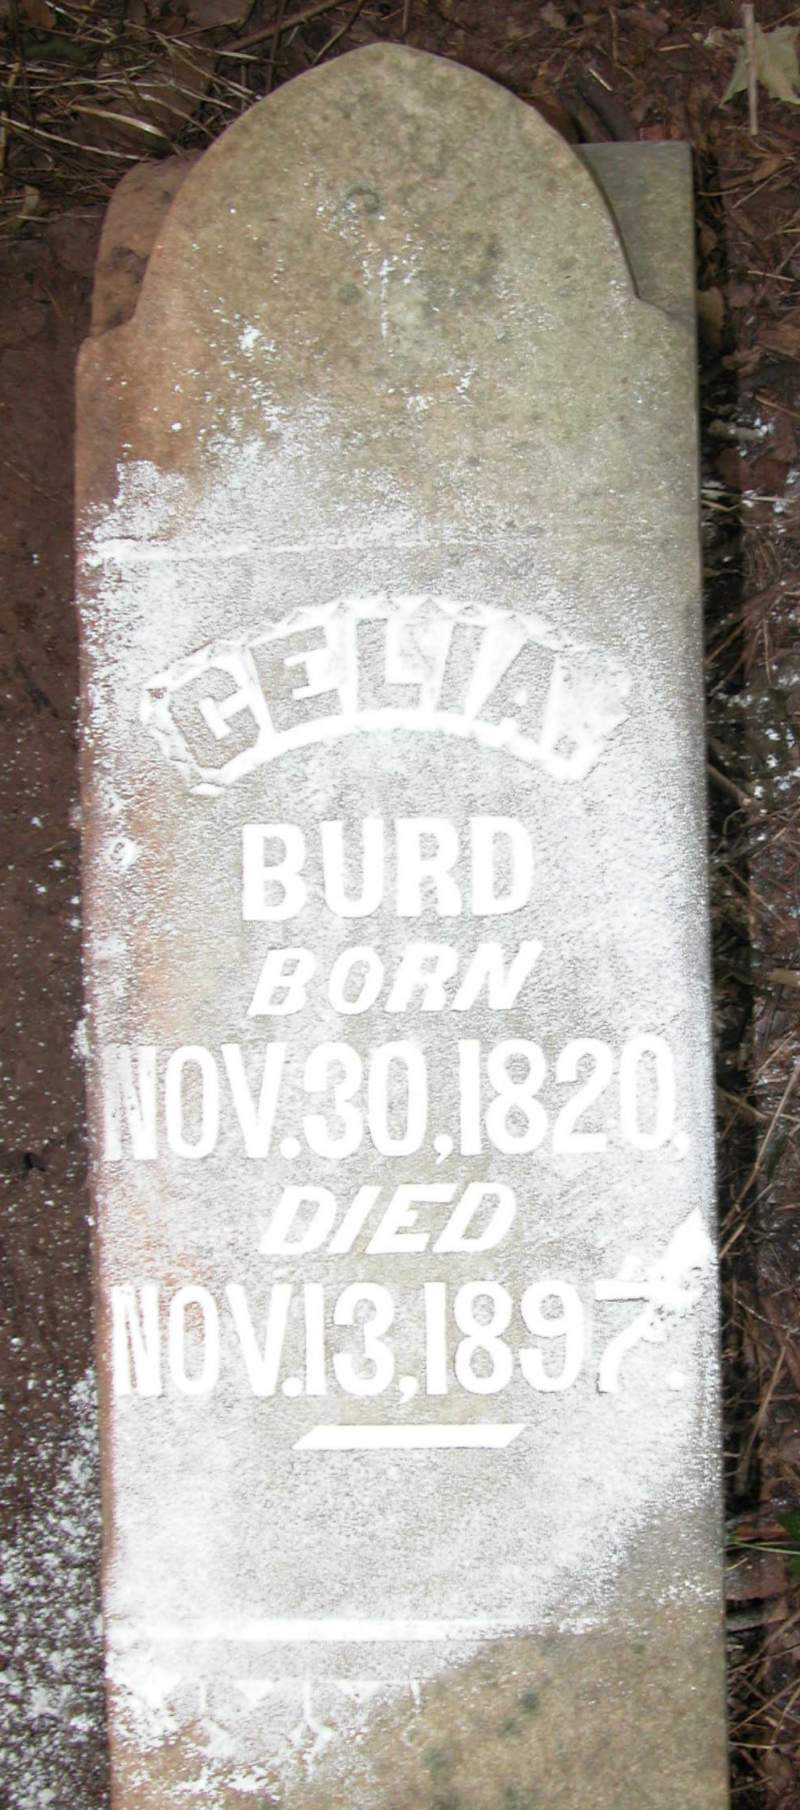 CELIA.
BURD
BORN
NOV.30,1820,
DIED
NOV.13,1897.